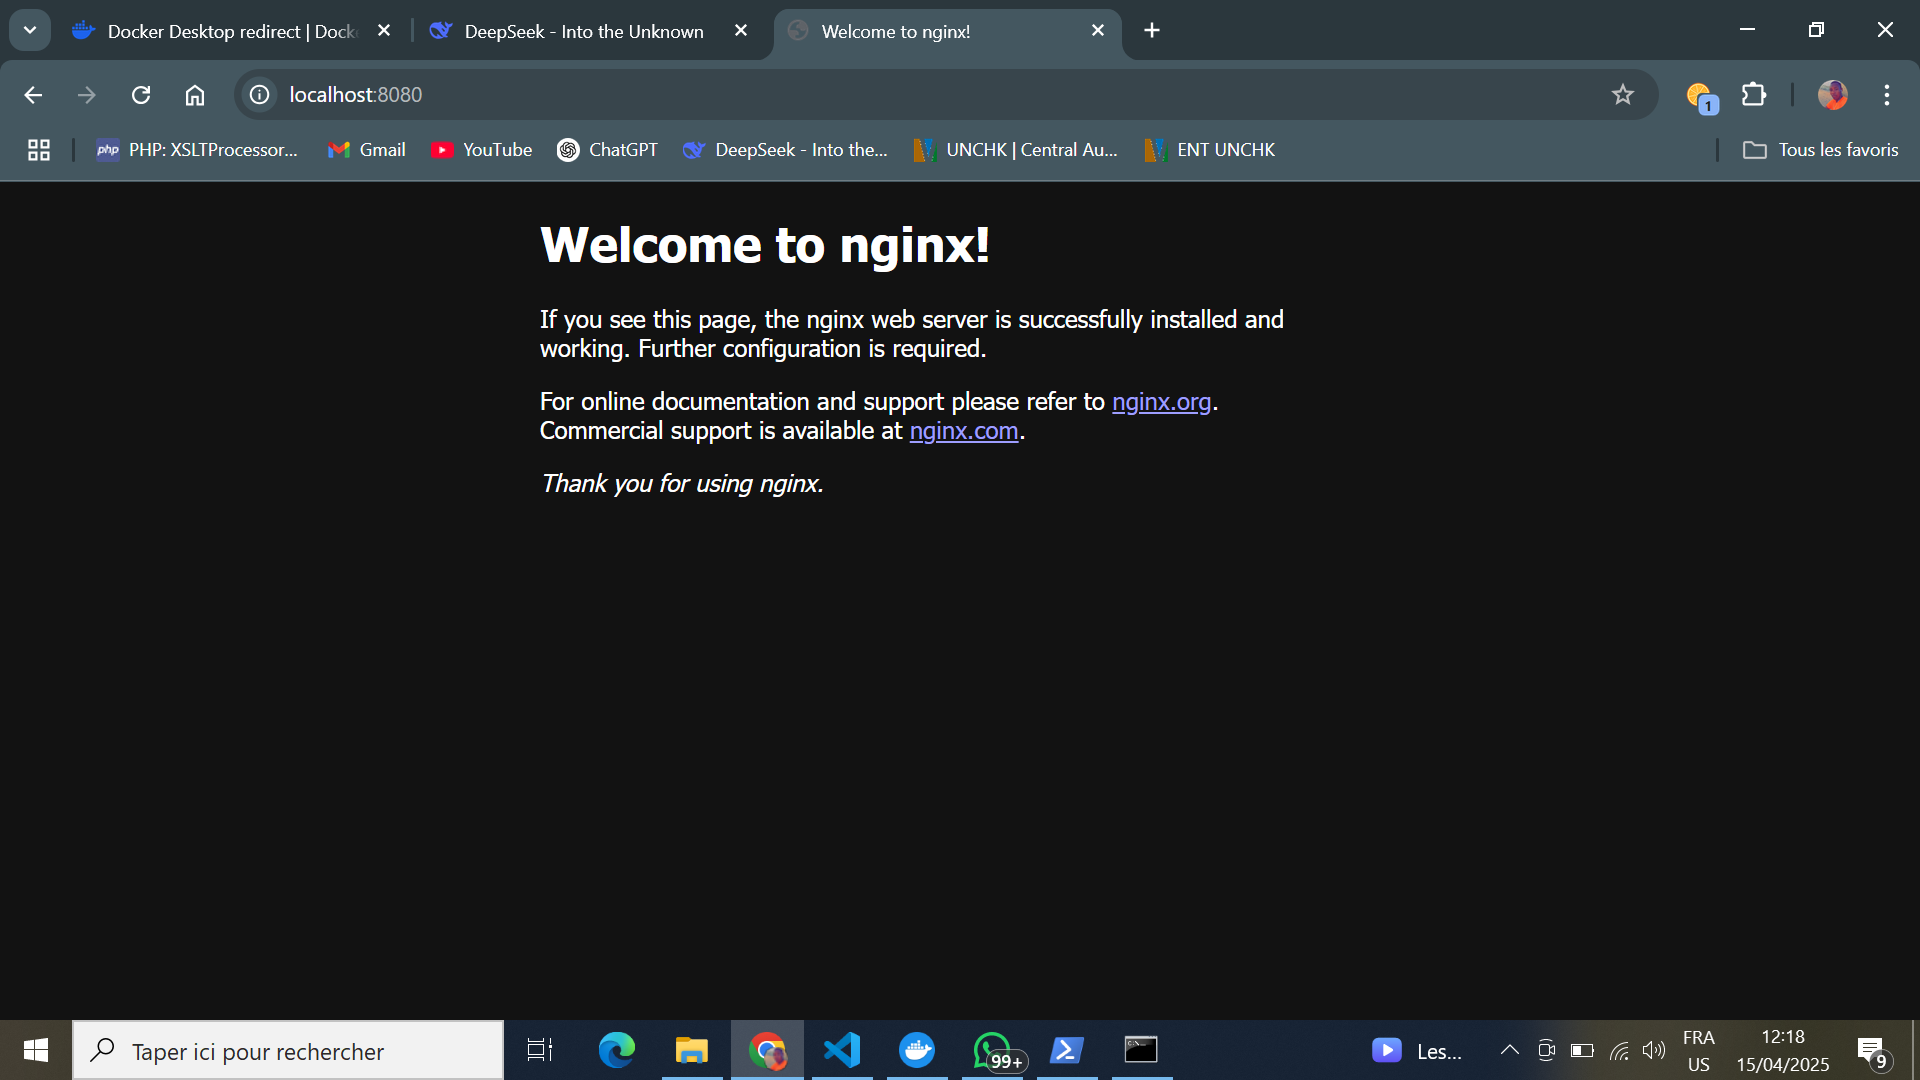 Docker Desktop redirect | Docke
DeepSeek - Into the Unknown
Welcome to nginx!
localhost:8080
1
php PHP: XSLTProcessor...
Gmail
YouTube
ChatGPT
DeepSeek - Into the...
UNCHK | Central Au...
ENT UNCHK
Tous les favoris
Welcome to nginx!
If you see this page, the nginx web server is successfully installed and
working. Further configuration is required.
For online documentation and support please refer to nginx.org.
Commercial support is available at nginx.com.
Thank you for using nginx.
Taper ici pour rechercher
99+
Les...
FRA
US
12:18
15/04/2025
9